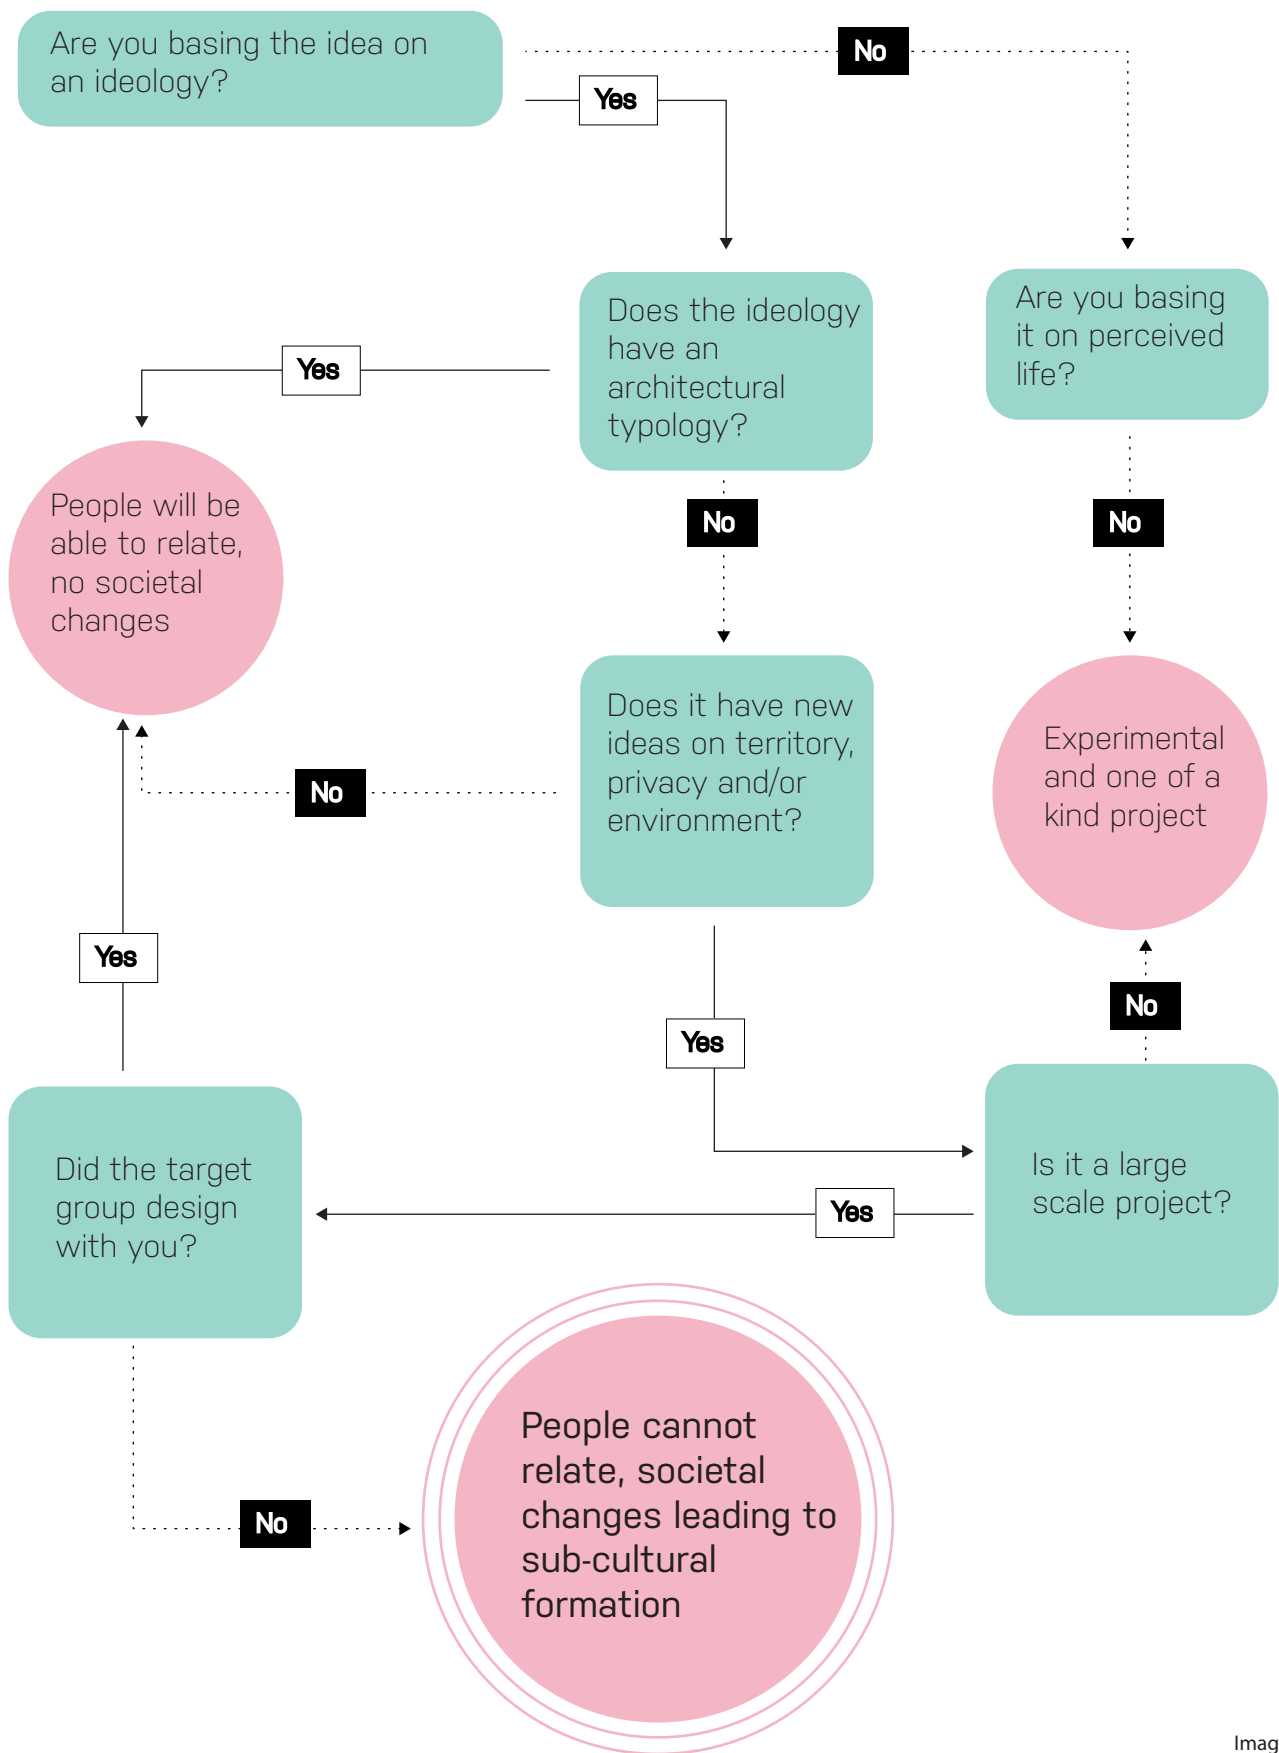 Are you basing the idea on
an ideology?
No
Yes
Does the ideology
have an
architectural
typology?
Are you basing
it on perceived
life?
Yes
People will be
able to relate,
no societal
changes
No
No
Does it have new
ideas on territory,
privacy and/or
environment?
Experimental
and one of a
kind project
No
Yes
No
Yes
Did the target
group design
with you?
Is it a large
scale project?
Yes
People cannot
relate, societal
changes leading to
sub-cultural
formation
No
Imag